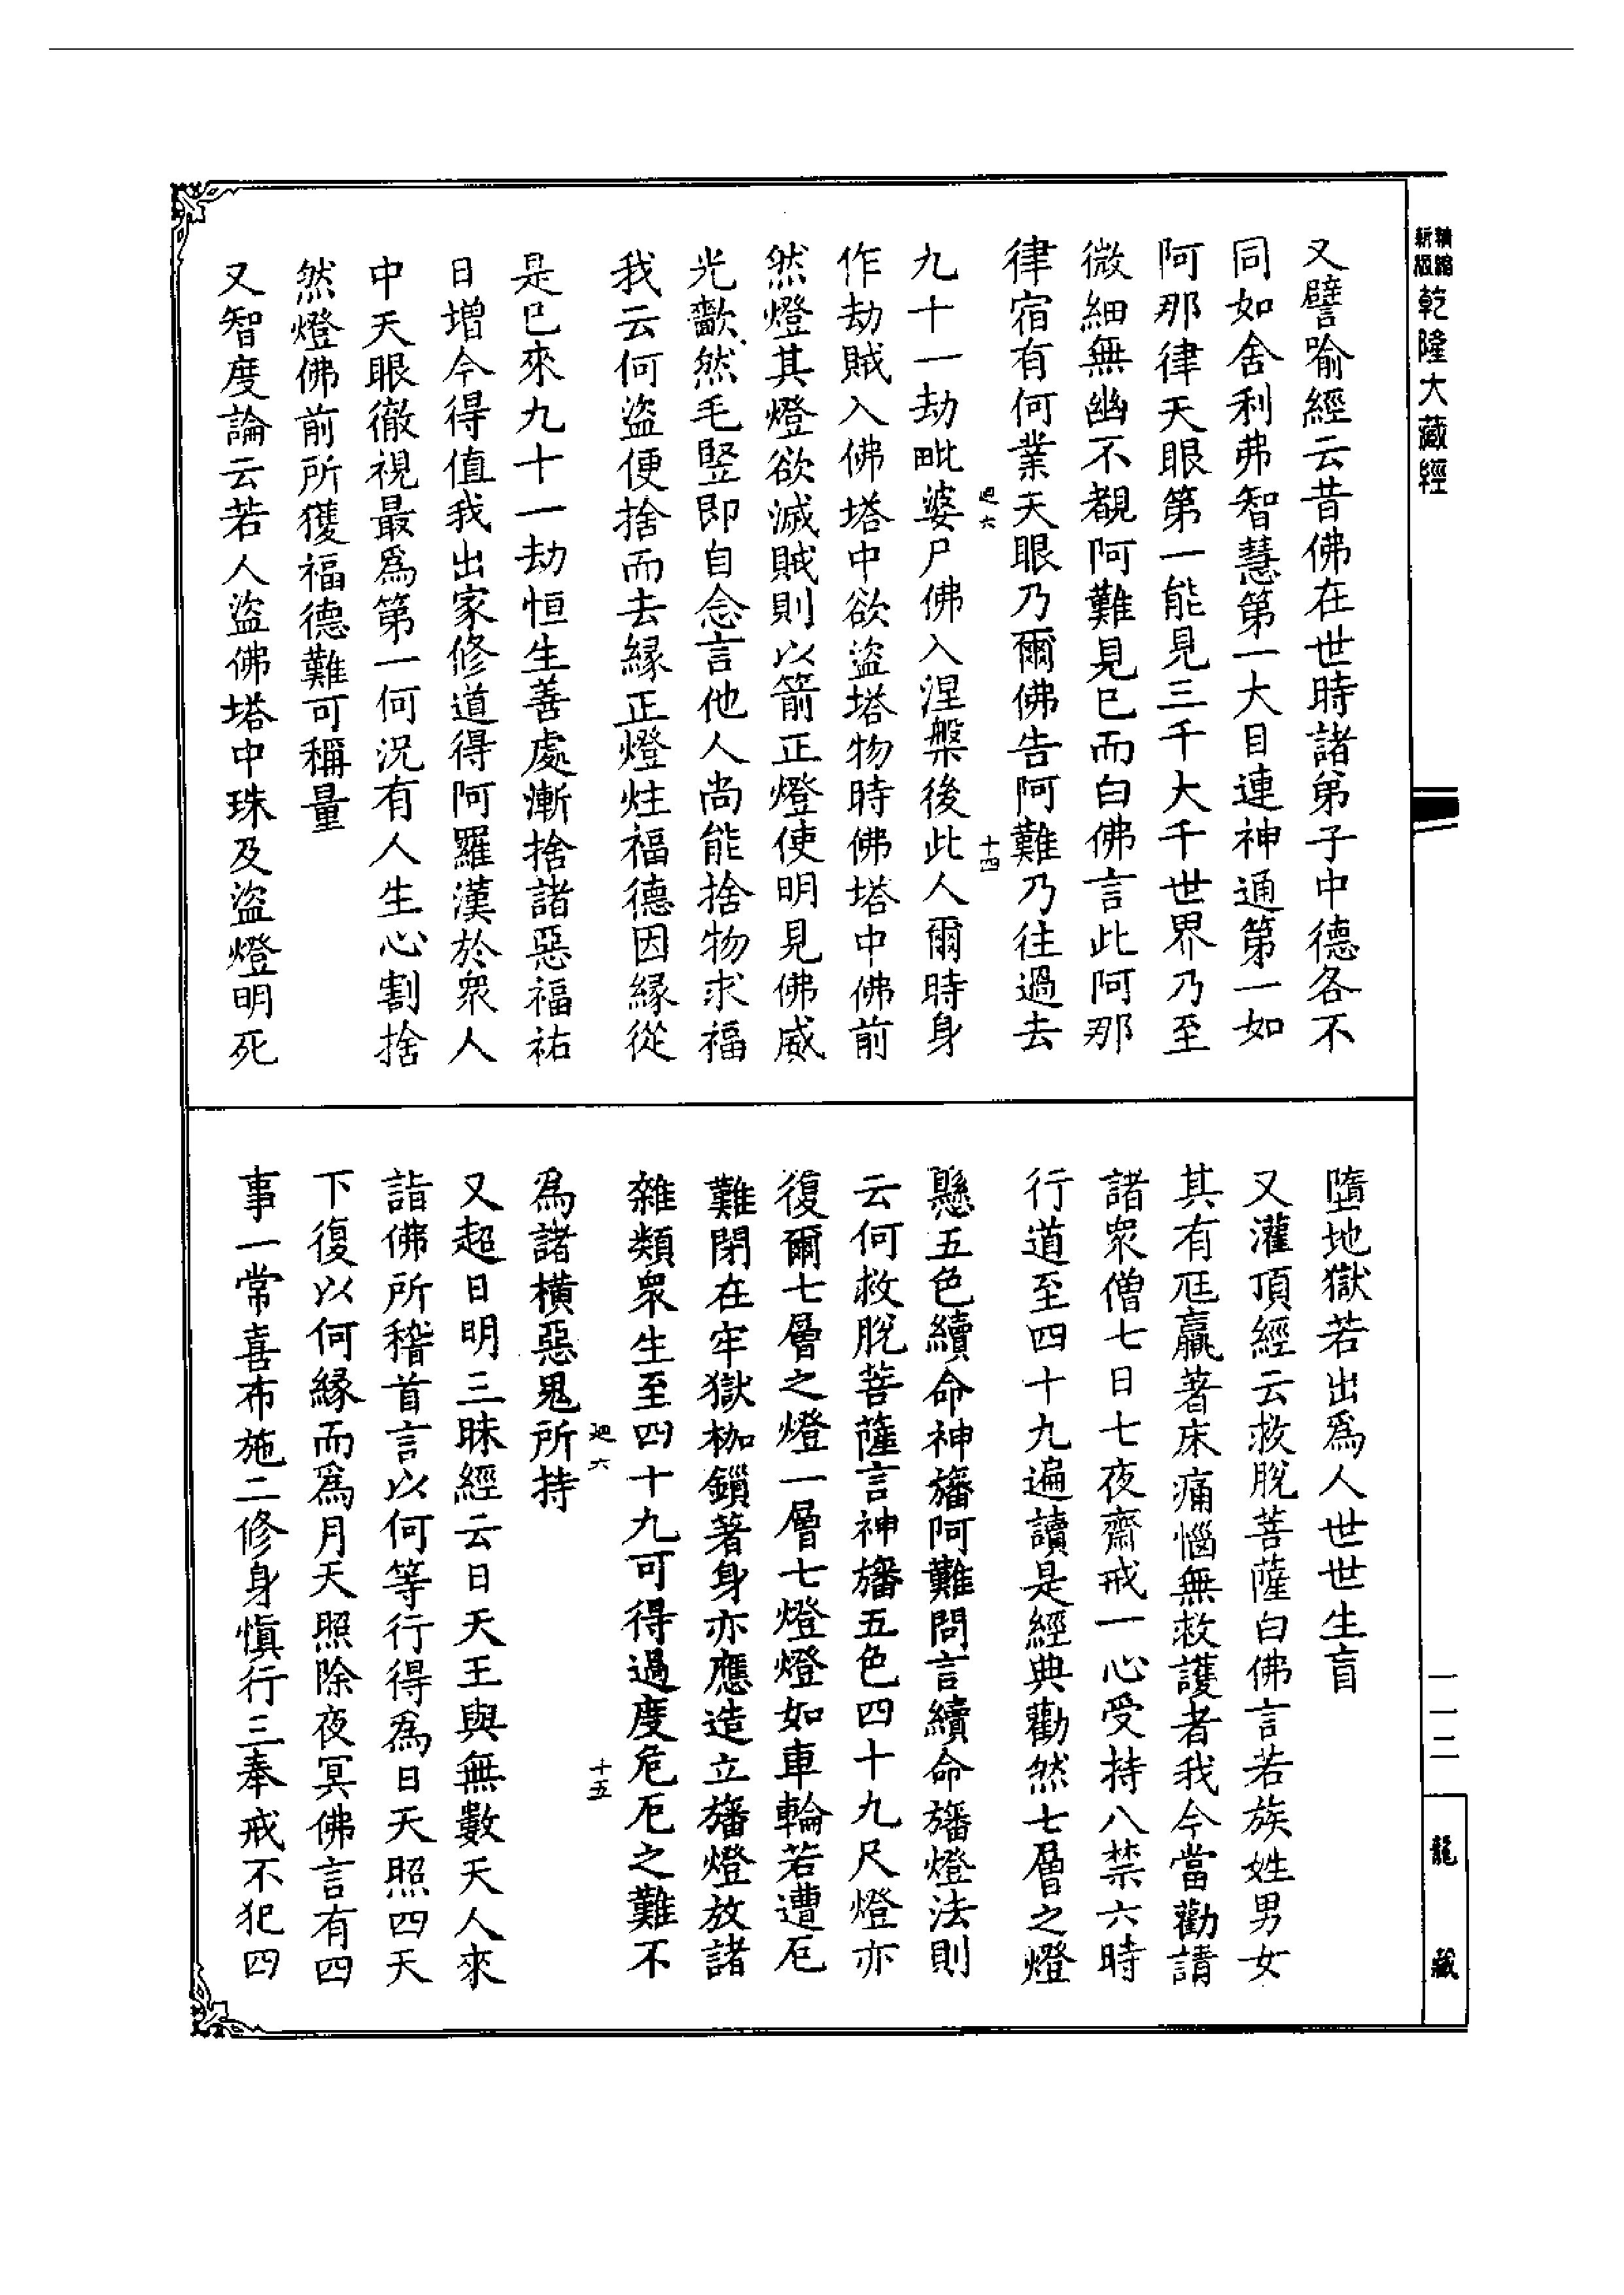 精縮
新版
乾隆大藏經
又譬喻經云昔佛在世時諸弟子中德各不
同如舍利弗智慧第一大目連神通第一如
阿那律天眼第一能見三千大千世界乃至
微細無幽不覩阿難見已而白佛言此阿那
律宿有何業天眼乃爾佛告阿難乃往過去
迴六
十四
九十一劫毗婆尸佛入涅槃後此人爾時身
作劫賊入佛塔中欲盜塔物時佛塔中佛前
然燈其燈欲滅賊則以箭正燈使明見佛威
光歘然毛竪即自念言他人尚能捨物求福
我云何盜便捨而去緣正燈炷福德因緣從
是已來九十一劫恒生善處漸捨諸惡福祐
日增今得值我出家修道得阿羅漢於衆人
中天眼徹視最爲第一何況有人生心割捨
然燈佛前所獲福德難可稱量
又智度論云若人盜佛塔中珠及盜燈明死
墮地獄若出爲人世世生盲
又灌頂經云救脫菩薩白佛言若族姓男女
其有尫羸著床痛惱無救護者我今當勸請
諸衆僧七日七夜齋戒一心受持八禁六時
行道至四十九遍讀是經典勸然七層之燈
懸五色續命神旛阿難問言續命旛燈法則
云何救脫菩薩言神旛五色四十九尺燈亦
復爾七層之燈一層七燈燈如車輪若遭厄
難閉在牢獄枷鎖著身亦應造立旛燈放諸
雜類衆生至四十九可得過度危厄之難不
迴六
十五
爲諸橫惡鬼所持
又超日明三昧經云日天王與無數天人來
詣佛所稽首言以何等行得爲日天照四天
下復以何緣而爲月天照除夜冥佛言有四
事一常喜布施二修身慎行三奉戒不犯四
一一二
龍藏